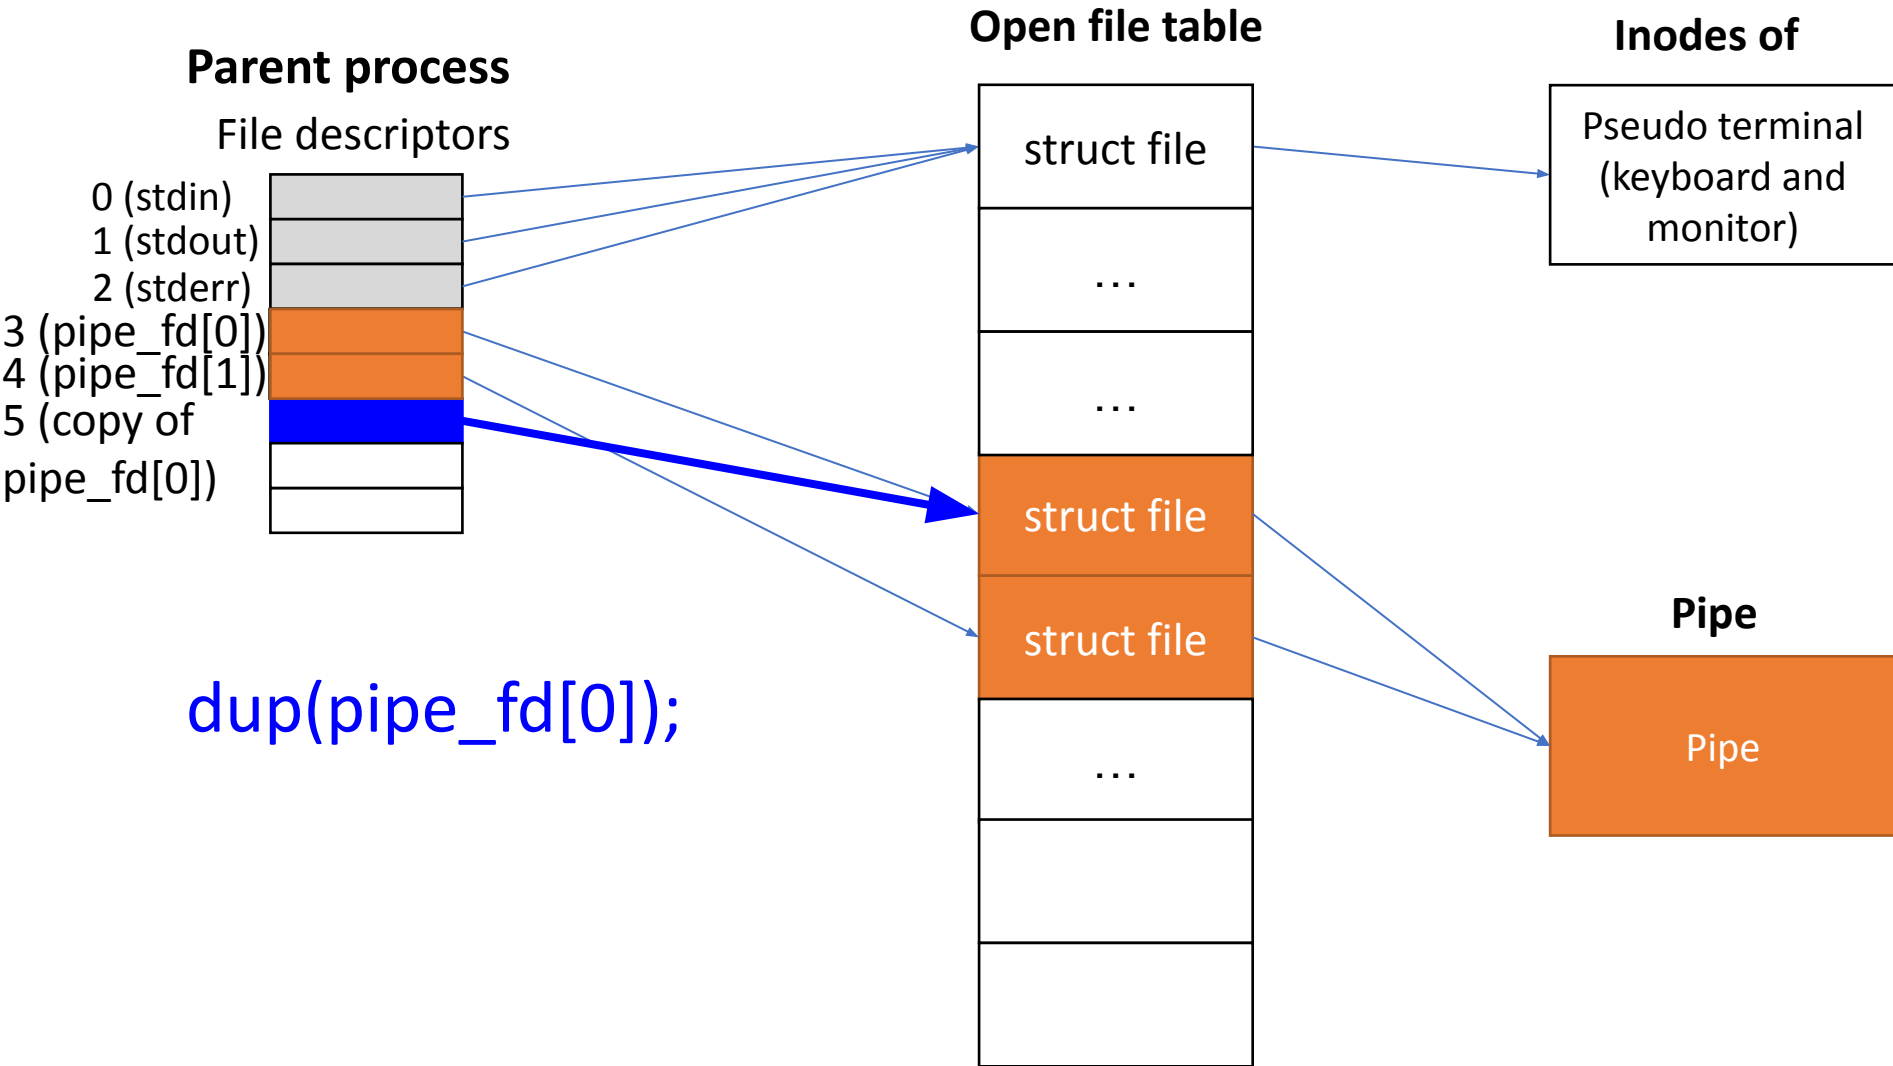 Parent process
File descriptors
0 (stdin)
1 (stdout)
2 (stderr)
3 (pipe_fd[0])
4 (pipe_fd[1])
5 (copy of
pipe_fd[0])
dup(pipe_fd[0]);
Open file table
struct file
...
...
struct file
struct file
...
Inodes of
Pseudo terminal
(keyboard and
monitor)
Pipe
Pipe